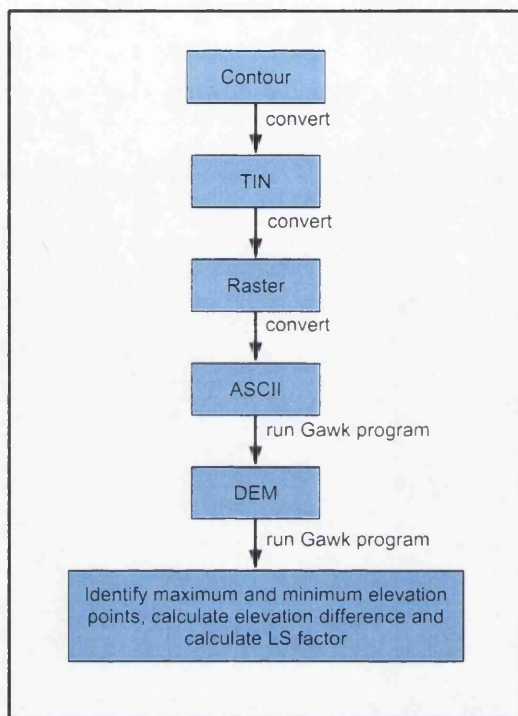 Contour
convert
TIN
convert
Raster
convert
ASCII
run Gawk program
DEM
run Gawk program
Identify maximum and minimum elevation
points, calculate elevation difference and
calculate LS factor